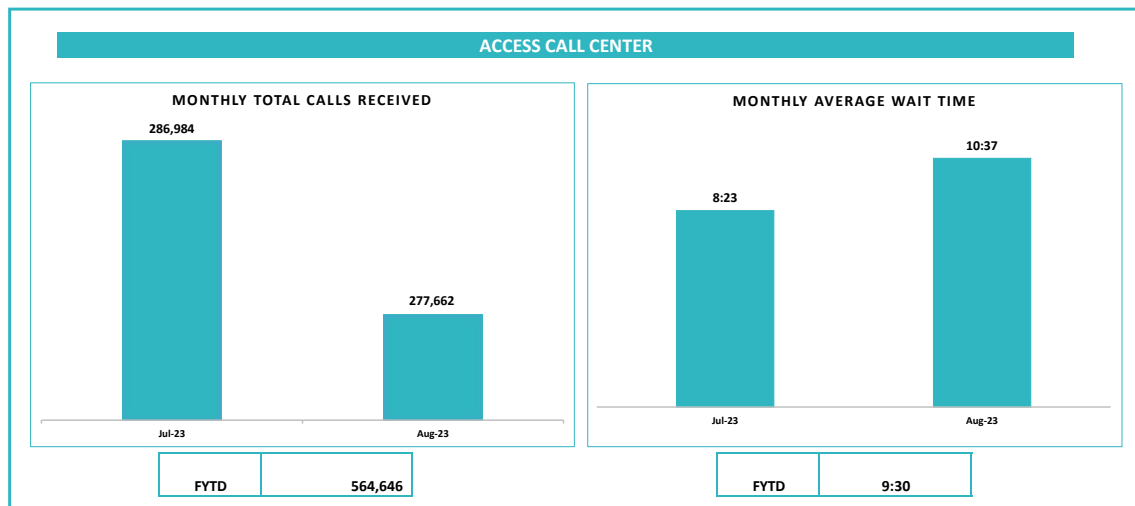 ACCESS CALL CENTER
MONTHLY TOTAL CALLS RECEIVED
286,984
277,662
Jul-23
Aug-23
FYTD 564,646
MONTHLY AVERAGE WAIT TIME
8:23
10:37
Jul-23
Aug-23
FYTD 9:30